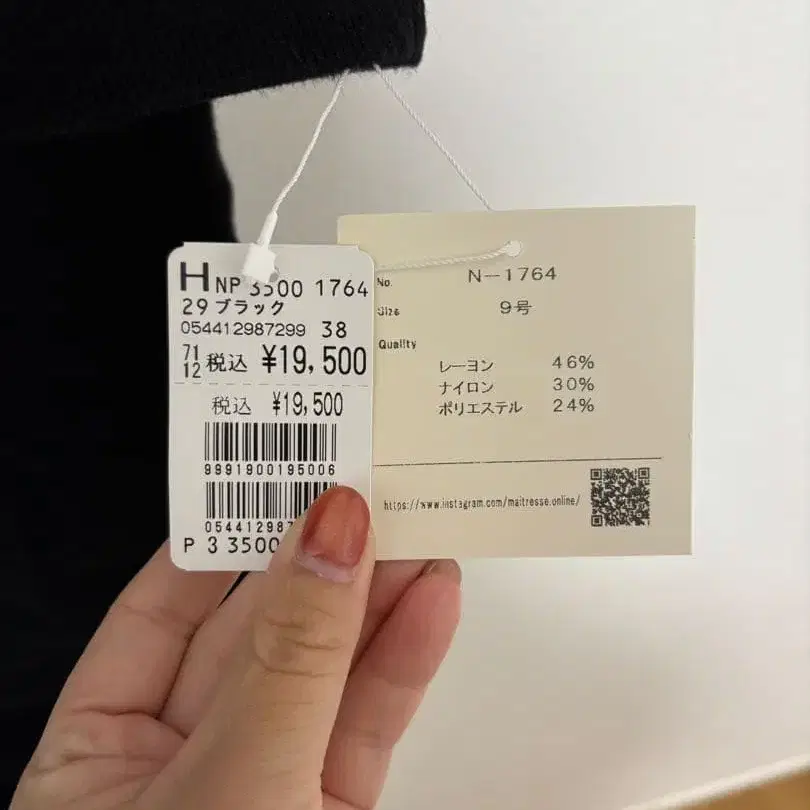 H NP 3500 1764
29 ブラック
054412987299 38
71
12 税込 ¥19,500
税込 ¥19,500
9991900195006
05441298
P 3 3500
No. N-1764
Size 9号
Quality
レーヨン 46%
ナイロン 30%
ポリエステル 24%
https://www.instagram.com/maitresse.online/